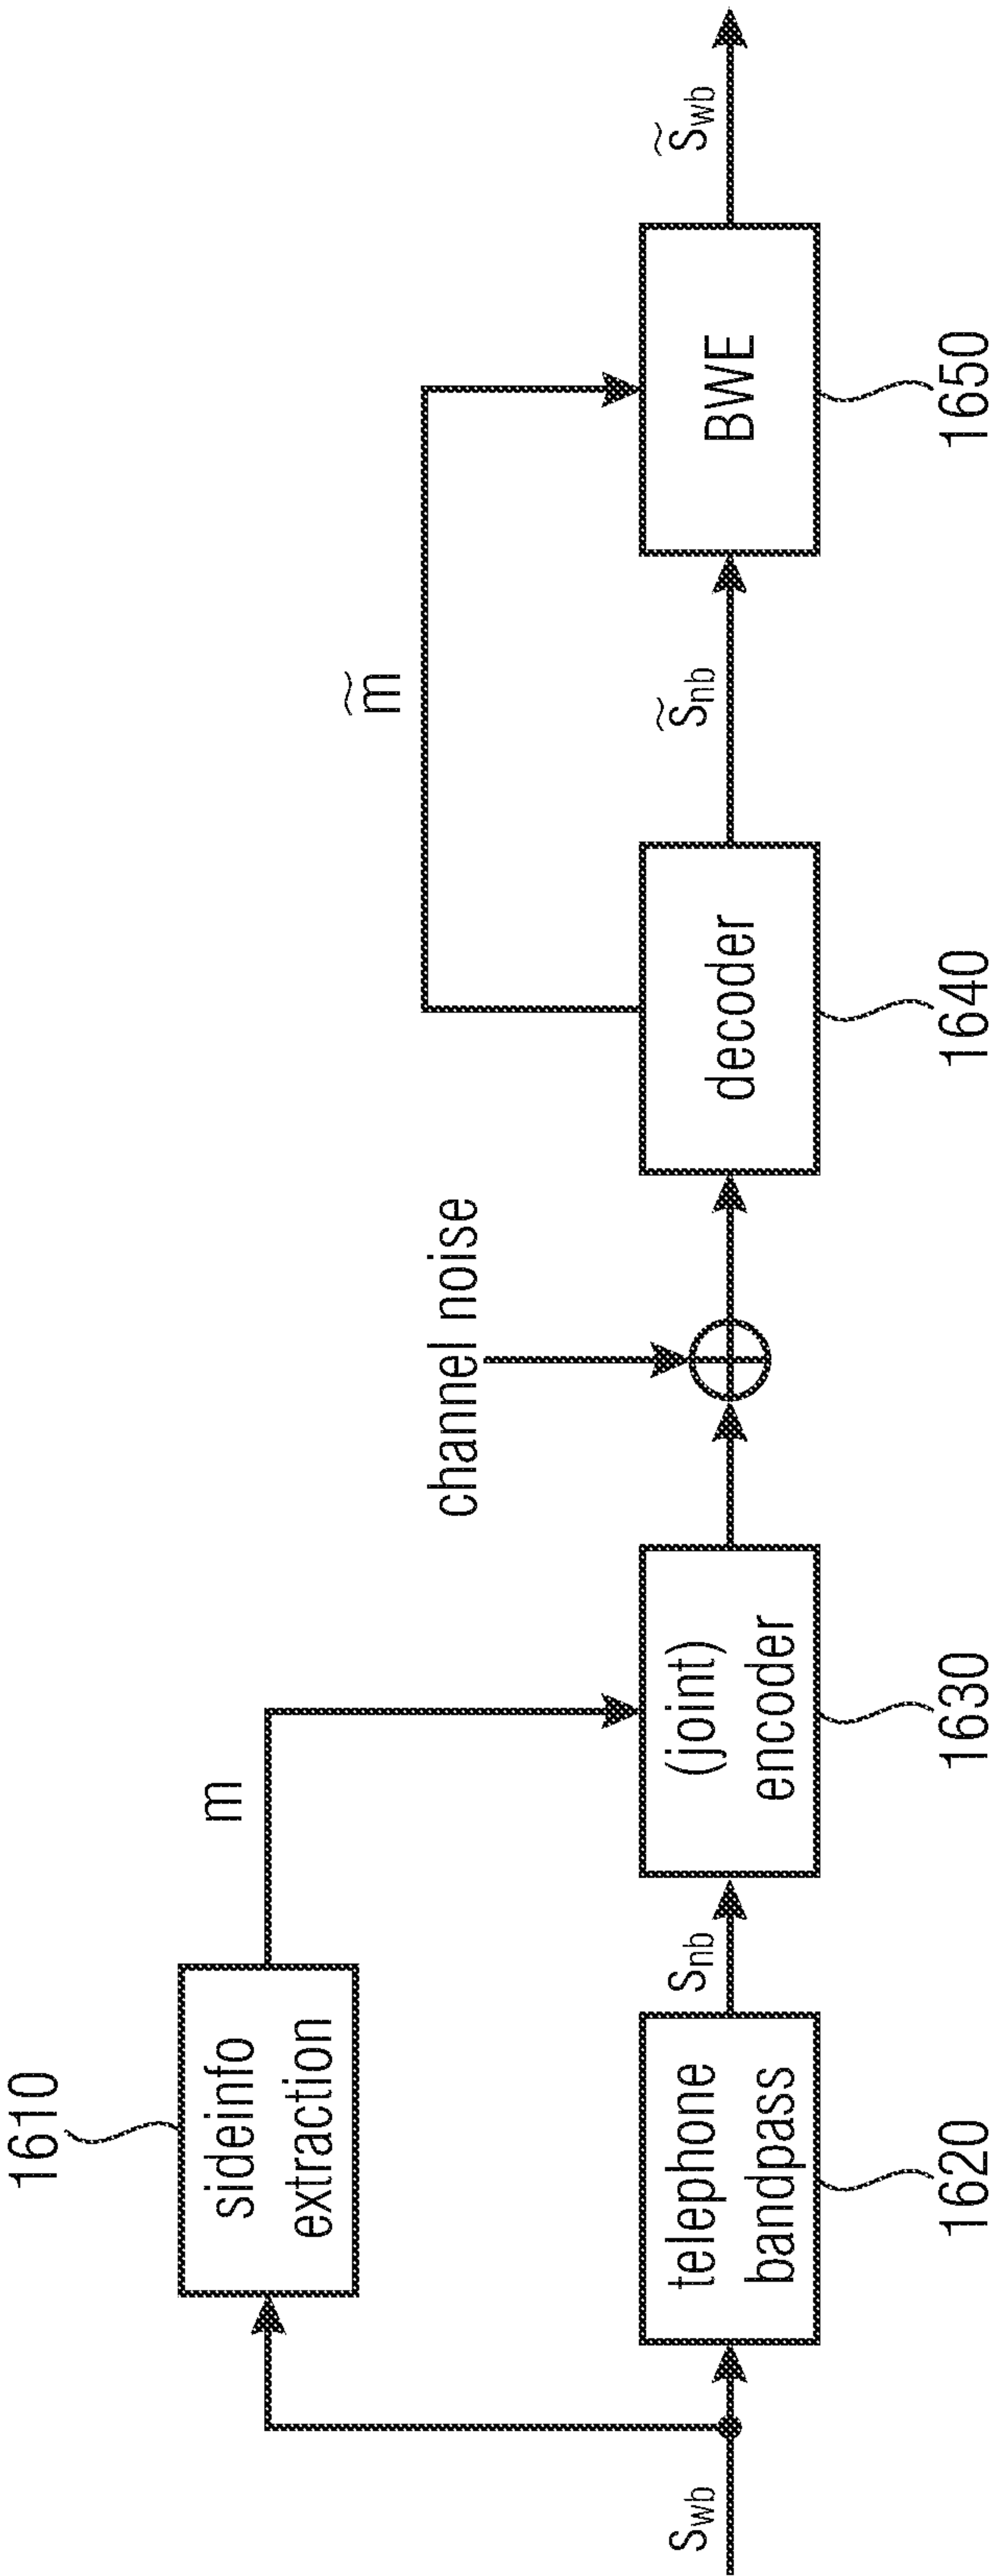 1610
sideinfo
extraction
m
channel noise
m̃
s_wb
telephone
bandpass
s_nb
(joint)
encoder
decoder
s̃_nb
BWE
s̃_wb
1620
1630
1640
1650